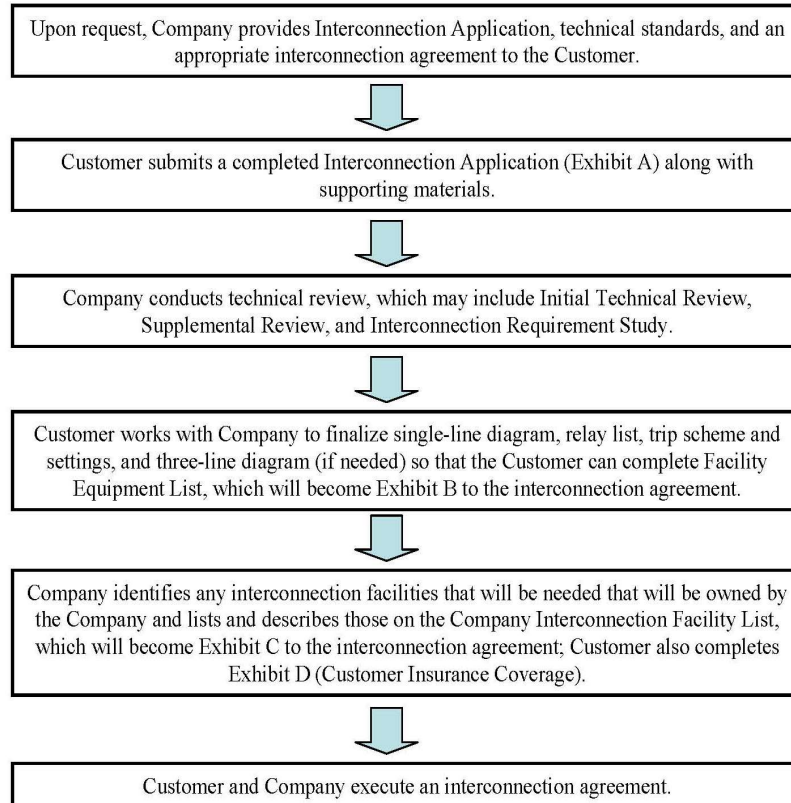 Upon request, Company provides Interconnection Application, technical standards, and an
appropriate interconnection agreement to the Customer.
Customer submits a completed Interconnection Application (Exhibit A) along with
supporting materials.
Company conducts technical review, which may include Initial Technical Review,
Supplemental Review, and Interconnection Requirement Study.
Customer works with Company to finalize single-line diagram, relay list, trip scheme and
settings, and three-line diagram (if needed) so that the Customer can complete Facility
Equipment List, which will become Exhibit B to the interconnection agreement.
Company identifies any interconnection facilities that will be needed that will be owned by
the Company and lists and describes those on the Company Interconnection Facility List,
which will become Exhibit C to the interconnection agreement; Customer also completes
Exhibit D (Customer Insurance Coverage).
Customer and Company execute an interconnection agreement.